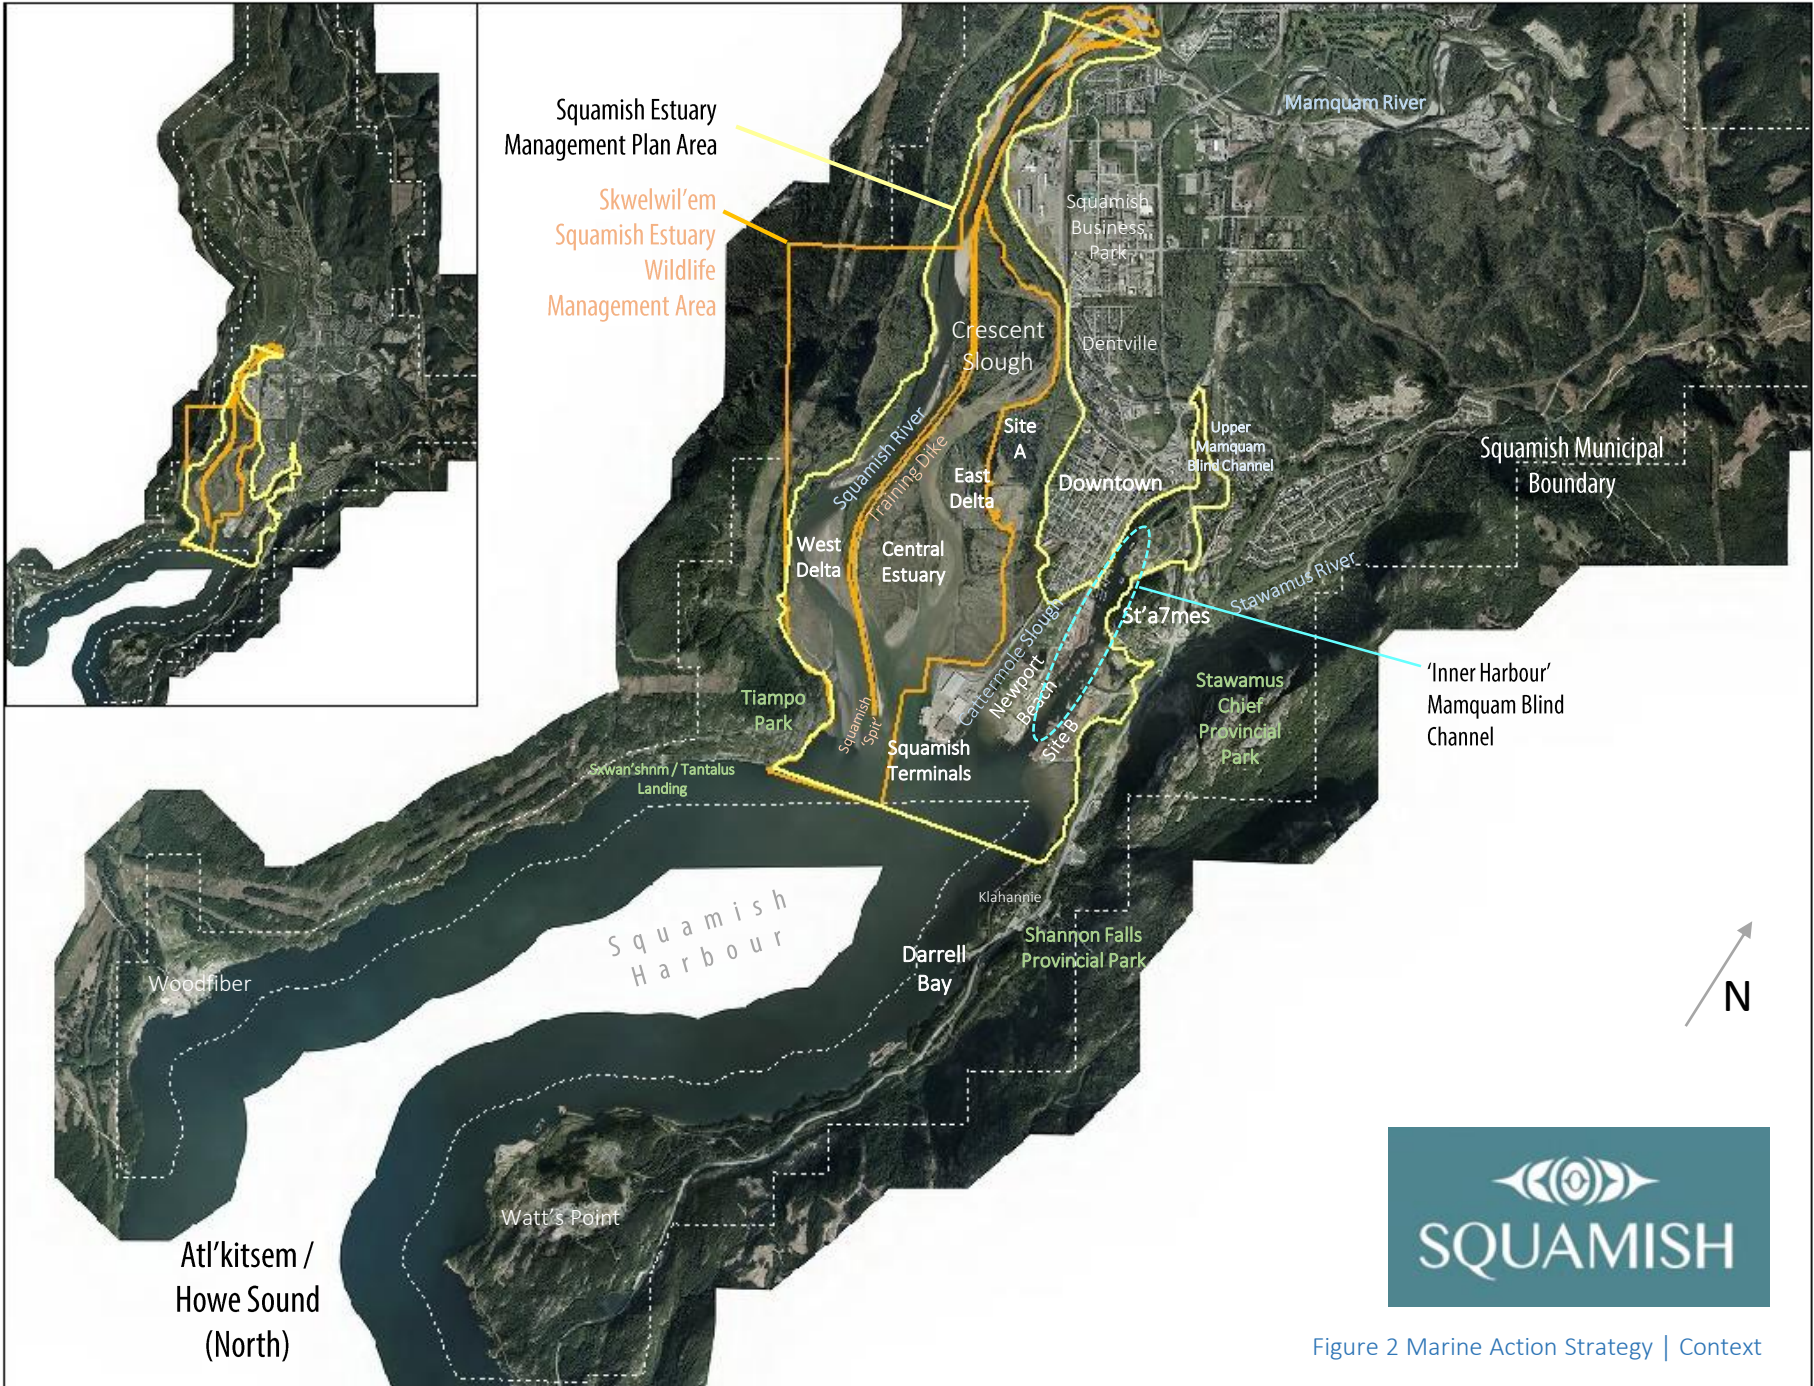 Squamish Estuary
Management Plan Area
Skwelwil'em
Squamish Estuary
Wildlife
Management Area
Mamquam River
Squamish
Business
Park
Crescent
Slough
Dentville
Squamish River
Training Dike
Site
A
East
Delta
Upper
Mamquam
Blind Channel
Downtown
Squamish Municipal
Boundary
West
Delta
Central
Estuary
Stawamus River
St'a7mes
Cattermole Slough
Newport
Beach
Site B
'Inner Harbour'
Mamquam Blind
Channel
Stawamus
Chief
Provincial
Park
Tiampo
Park
Squamish
'Spit'
Squamish
Terminals
Sxwan'shnm / Tantalus
Landing
Klahannie
Squamish
Harbour
Darrell
Bay
Shannon Falls
Provincial Park
Woodfiber
N
Watt's Point
Atl'kitsem /
Howe Sound
(North)
SQUAMISH
Figure 2 Marine Action Strategy | Context